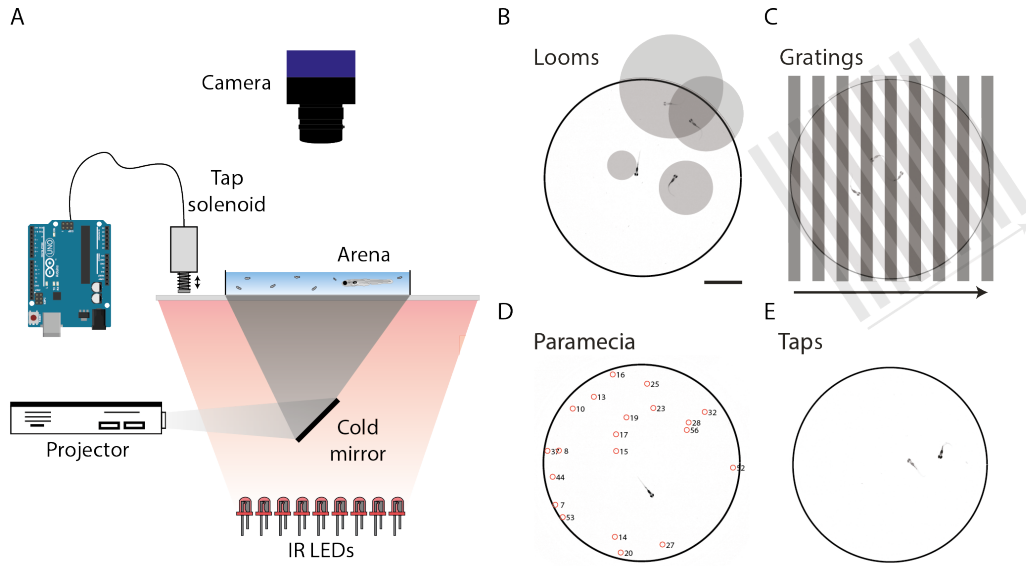 A
Camera
Tap
solenoid
UNO
Arena
Projector
Cold
mirror
IR LEDs
B
Looms
C
Gratings
D
Paramecia
16
25
13
10
23
32
19
28
56
17
37
8
15
52
44
7
53
14
27
20
E
Taps